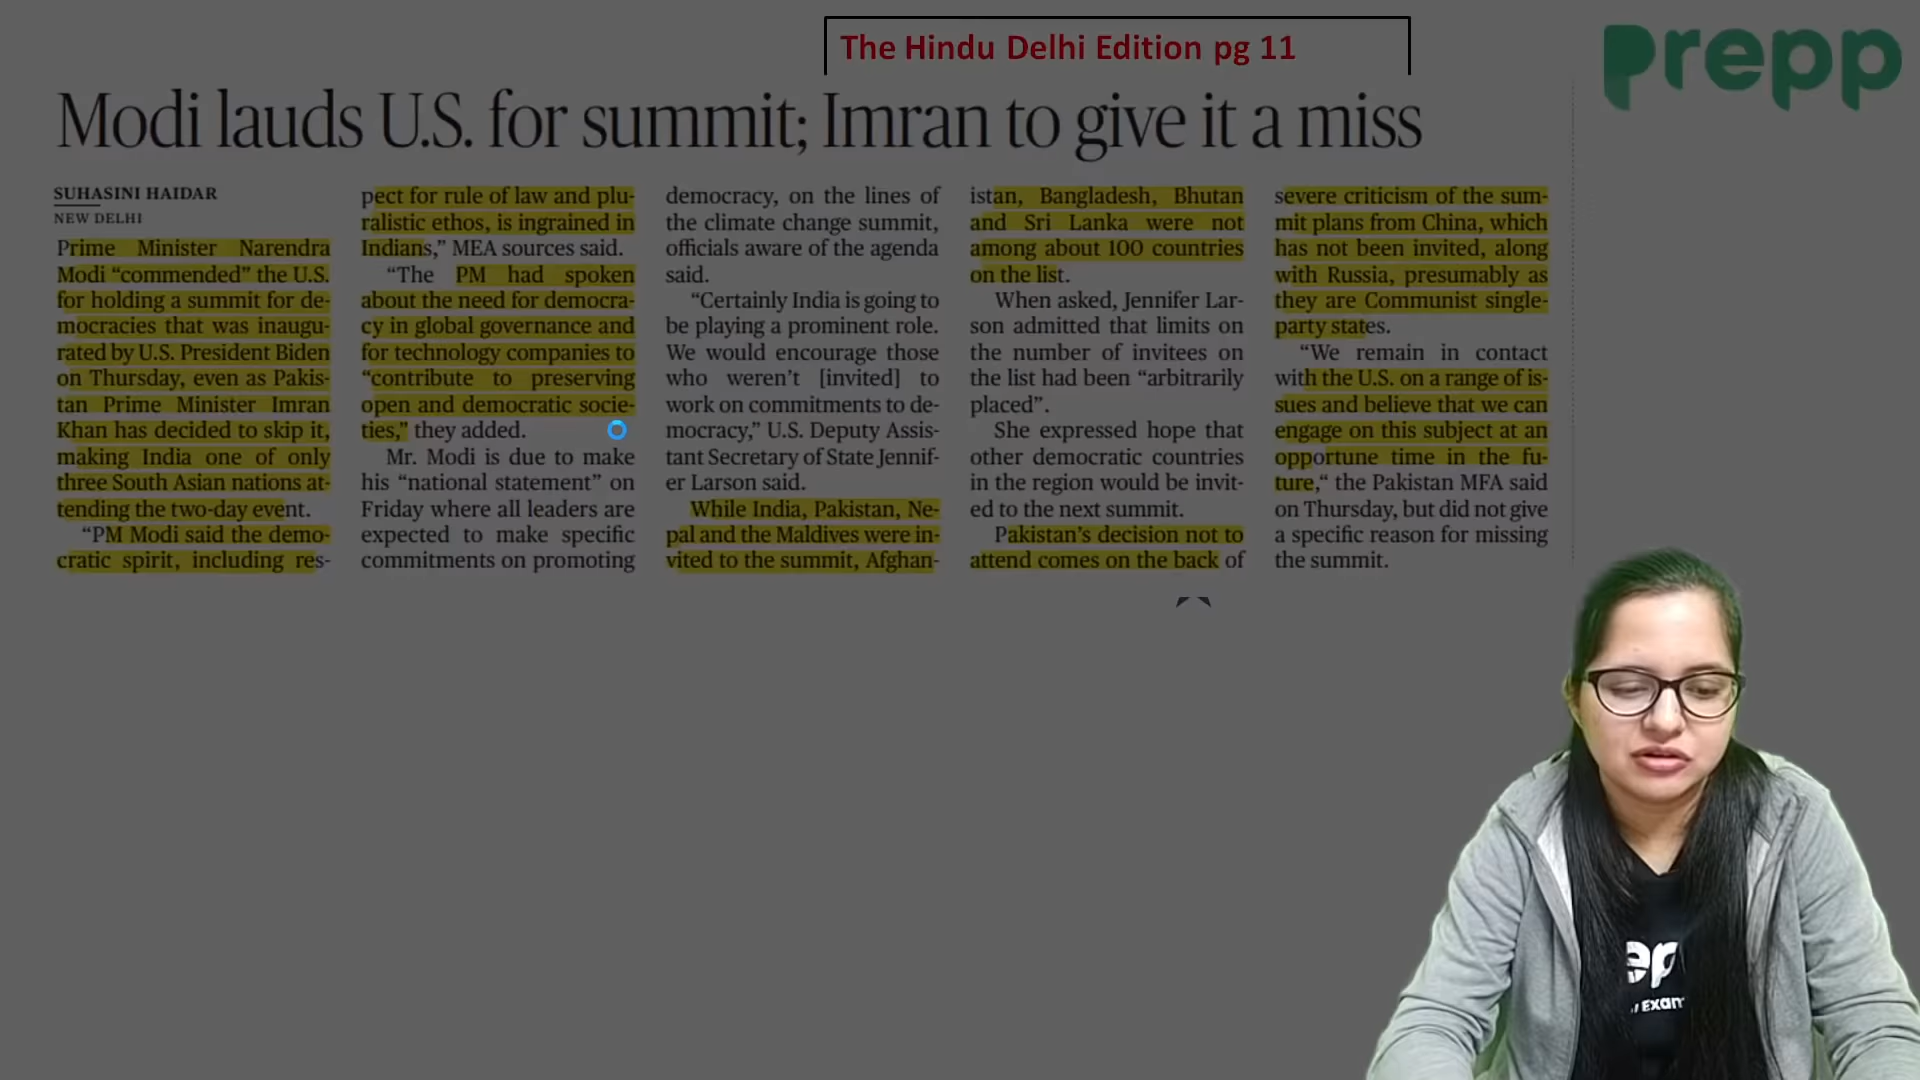 The Hindu Delhi Edition pg 11
prepp
Modi lauds U.S. for summit; Imran to give it a miss
SUHASINI HAIDAR
NEW DELHI
Prime Minister Narendra
Modi “commended” the U.S.
for holding a summit for de-
mocracies that was inaugu-
rated by U.S. President Biden
on Thursday, even as Pakis-
tan Prime Minister Imran
Khan has decided to skip it,
making India one of only
three South Asian nations at-
tending the two-day event.
“PM Modi said the demo-
cratic spirit, including res-
pect for rule of law and plu-
ralistic ethos, is ingrained in
Indians,” MEA sources said.
“The PM had spoken
about the need for democra-
cy in global governance and
for technology companies to
“contribute to preserving
open and democratic socie-
ties,” they added.
Mr. Modi is due to make
his “national statement” on
Friday where all leaders are
expected to make specific
commitments on promoting
democracy, on the lines of
the climate change summit,
officials aware of the agenda
said.
“Certainly India is going to
be playing a prominent role.
We would encourage those
who weren’t [invited] to
work on commitments to de-
mocracy,” U.S. Deputy Assis-
tant Secretary of State Jennif-
er Larson said.
While India, Pakistan, Ne-
pal and the Maldives were in-
vited to the summit, Afghan-
istan, Bangladesh, Bhutan
and Sri Lanka were not
among about 100 countries
on the list.
When asked, Jennifer Lar-
son admitted that limits on
the number of invitees on
the list had been “arbitrarily
placed”.
She expressed hope that
other democratic countries
in the region would be invit-
ed to the next summit.
Pakistan’s decision not to
attend comes on the back of
severe criticism of the sum-
mit plans from China, which
has not been invited, along
with Russia, presumably as
they are Communist single-
party states.
“We remain in contact
with the U.S. on a range of is-
sues and believe that we can
engage on this subject at an
opportune time in the fu-
ture,“ the Pakistan MFA said
on Thursday, but did not give
a specific reason for missing
the summit.